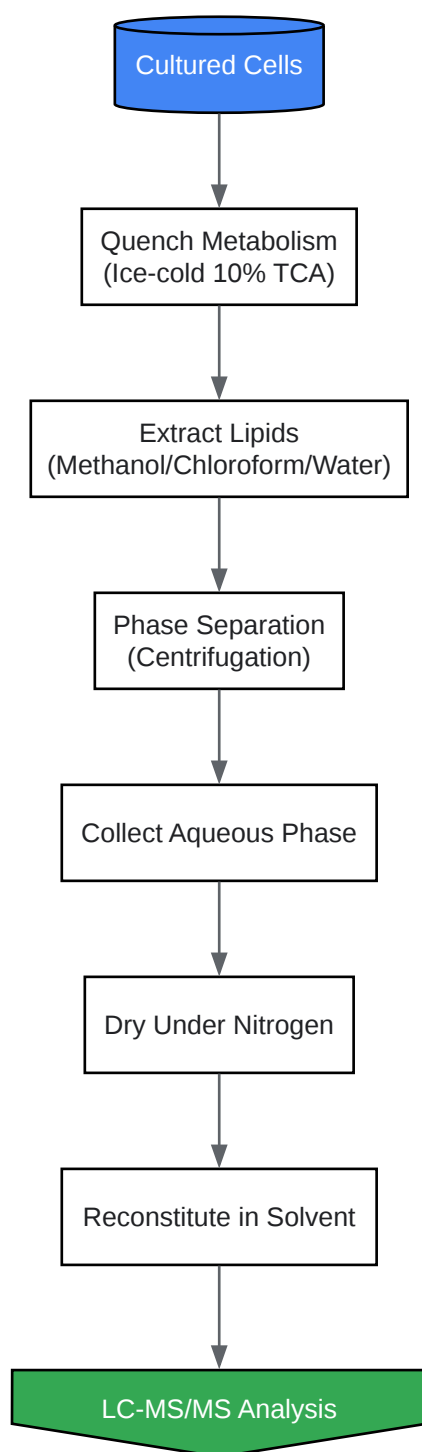 Cultured Cells
Quench Metabolism
(Ice-cold 10% TCA)
Extract Lipids
(Methanol/Chloroform/Water)
Phase Separation
(Centrifugation)
Collect Aqueous Phase
Dry Under Nitrogen
Reconstitute in Solvent
LC-MS/MS Analysis